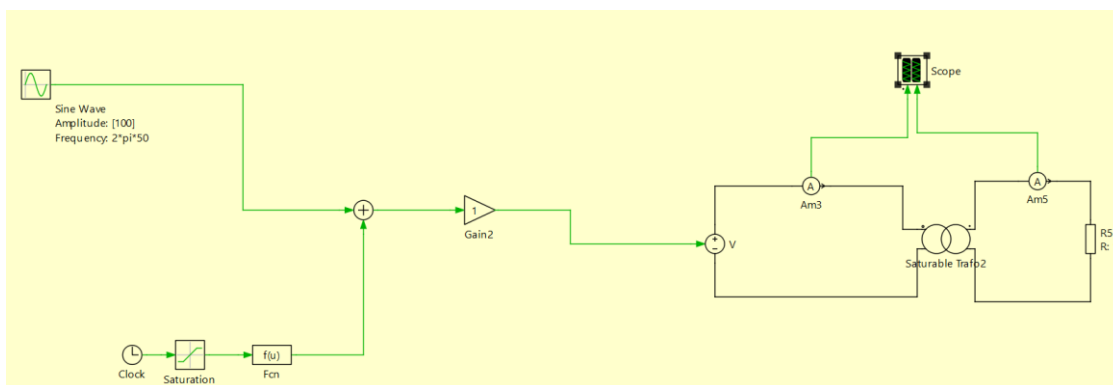 Scope
Sine Wave
Amplitude: [100]
Frequency: 2*pi*50
A
Am3
A
Am5
1
Gain2
V
Saturable Trafo2
R5
R:
f(u)
Clock
Saturation
Fcn